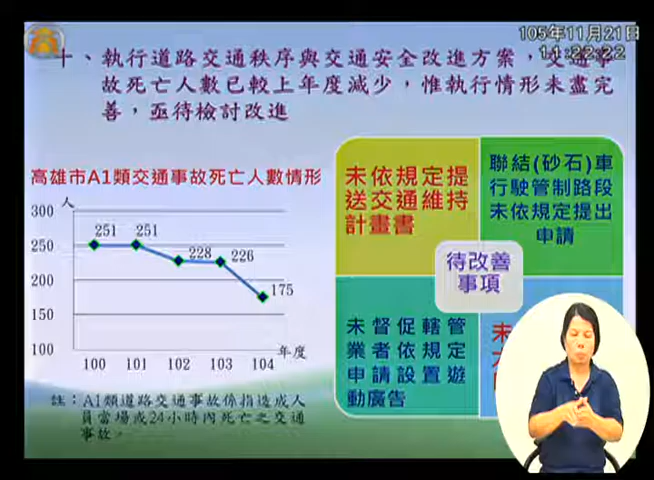 105年11月21日
11:22:22
十、執行道路交通秩序與交通安全改進方案，交通事
故死亡人數已較上年度減少，惟執行情形未盡完
善，亟待檢討改進
高雄市A1類交通事故死亡人數情形
人
300
250
200
150
100
251
251
228
226
175
100
101
102
103
104
年度
註：A1類道路交通事故係指造成人
員當場或24小時內死亡之交通
事故。
未依規定提
送交通維持
計畫書
聯結(砂石)車
行駛管制路段
未依規定提出
申請
待改善
事項
未督促轄管
業者依規定
申請設置遊
動廣告
未